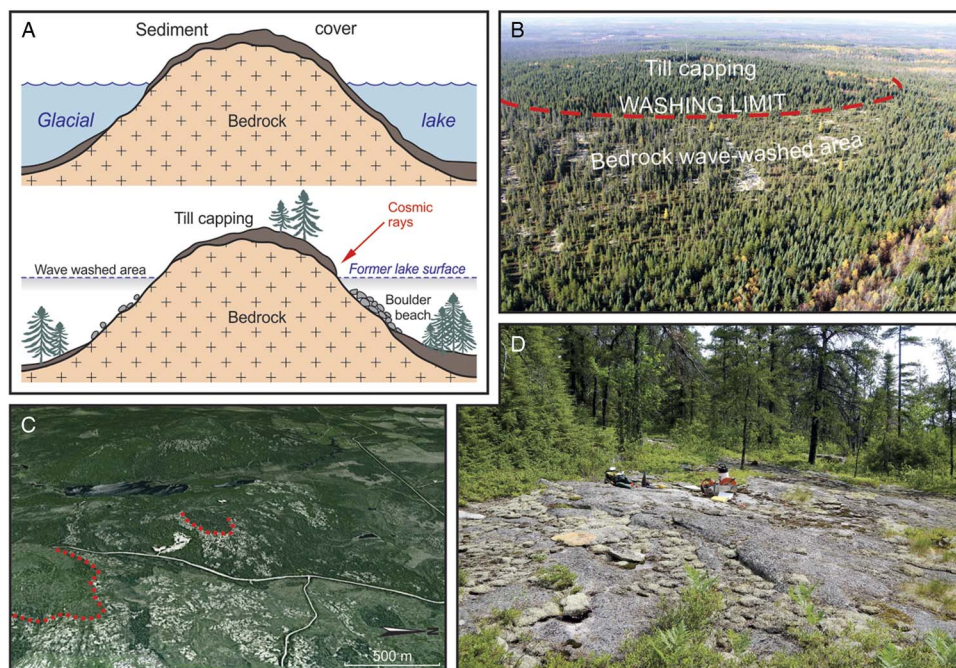 A
Sediment cover
Glacial lake
Bedrock
Till capping
Cosmic
rays
Wave washed area
Former lake surface
Boulder
beach
Bedrock
B
Till capping
WASHING LIMIT
Bedrock wave-washed area
C
N
500 m
D